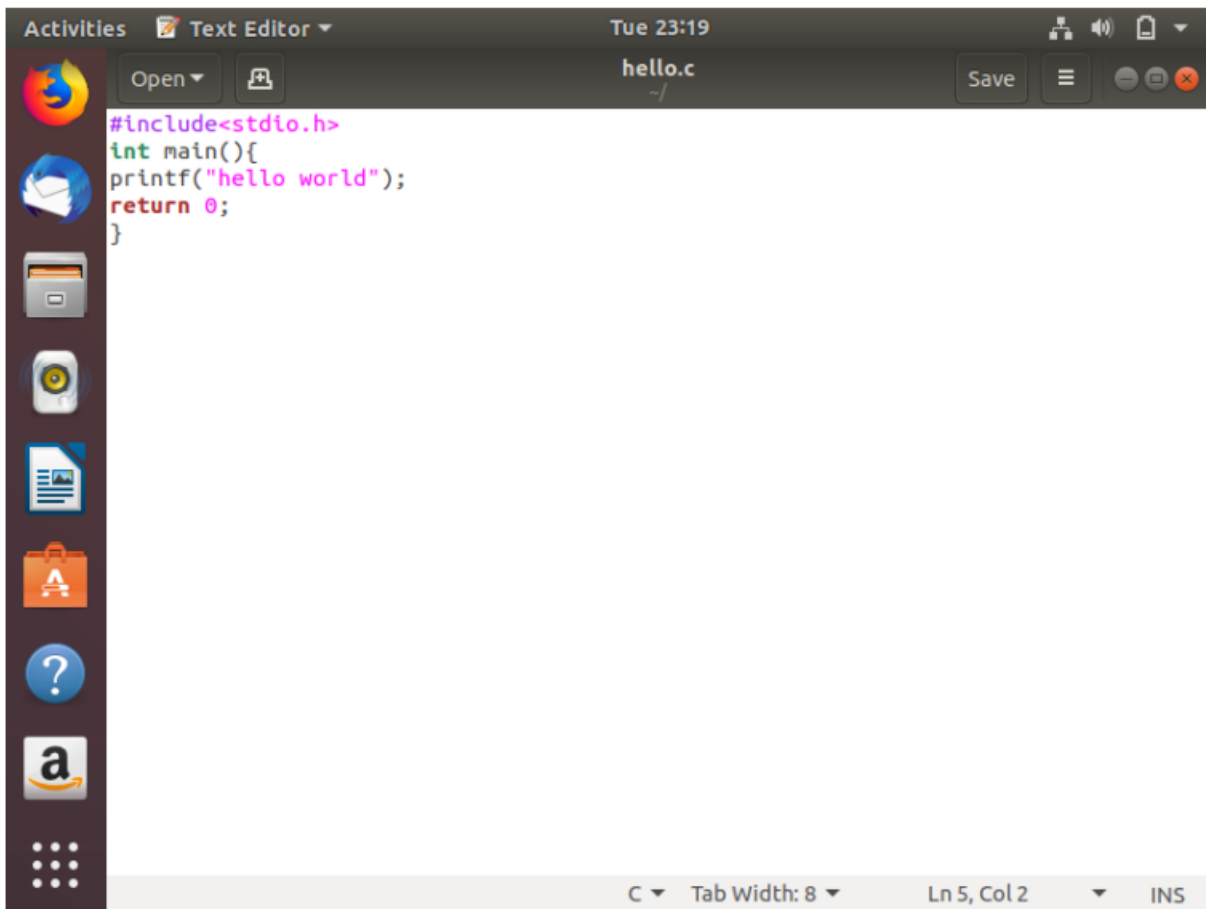 Activities Text Editor Tue 23:19
Open hello.c Save
~/
#include<stdio.h>
int main(){
printf("hello world");
return 0;
}
C Tab Width: 8 Ln 5, Col 2 INS